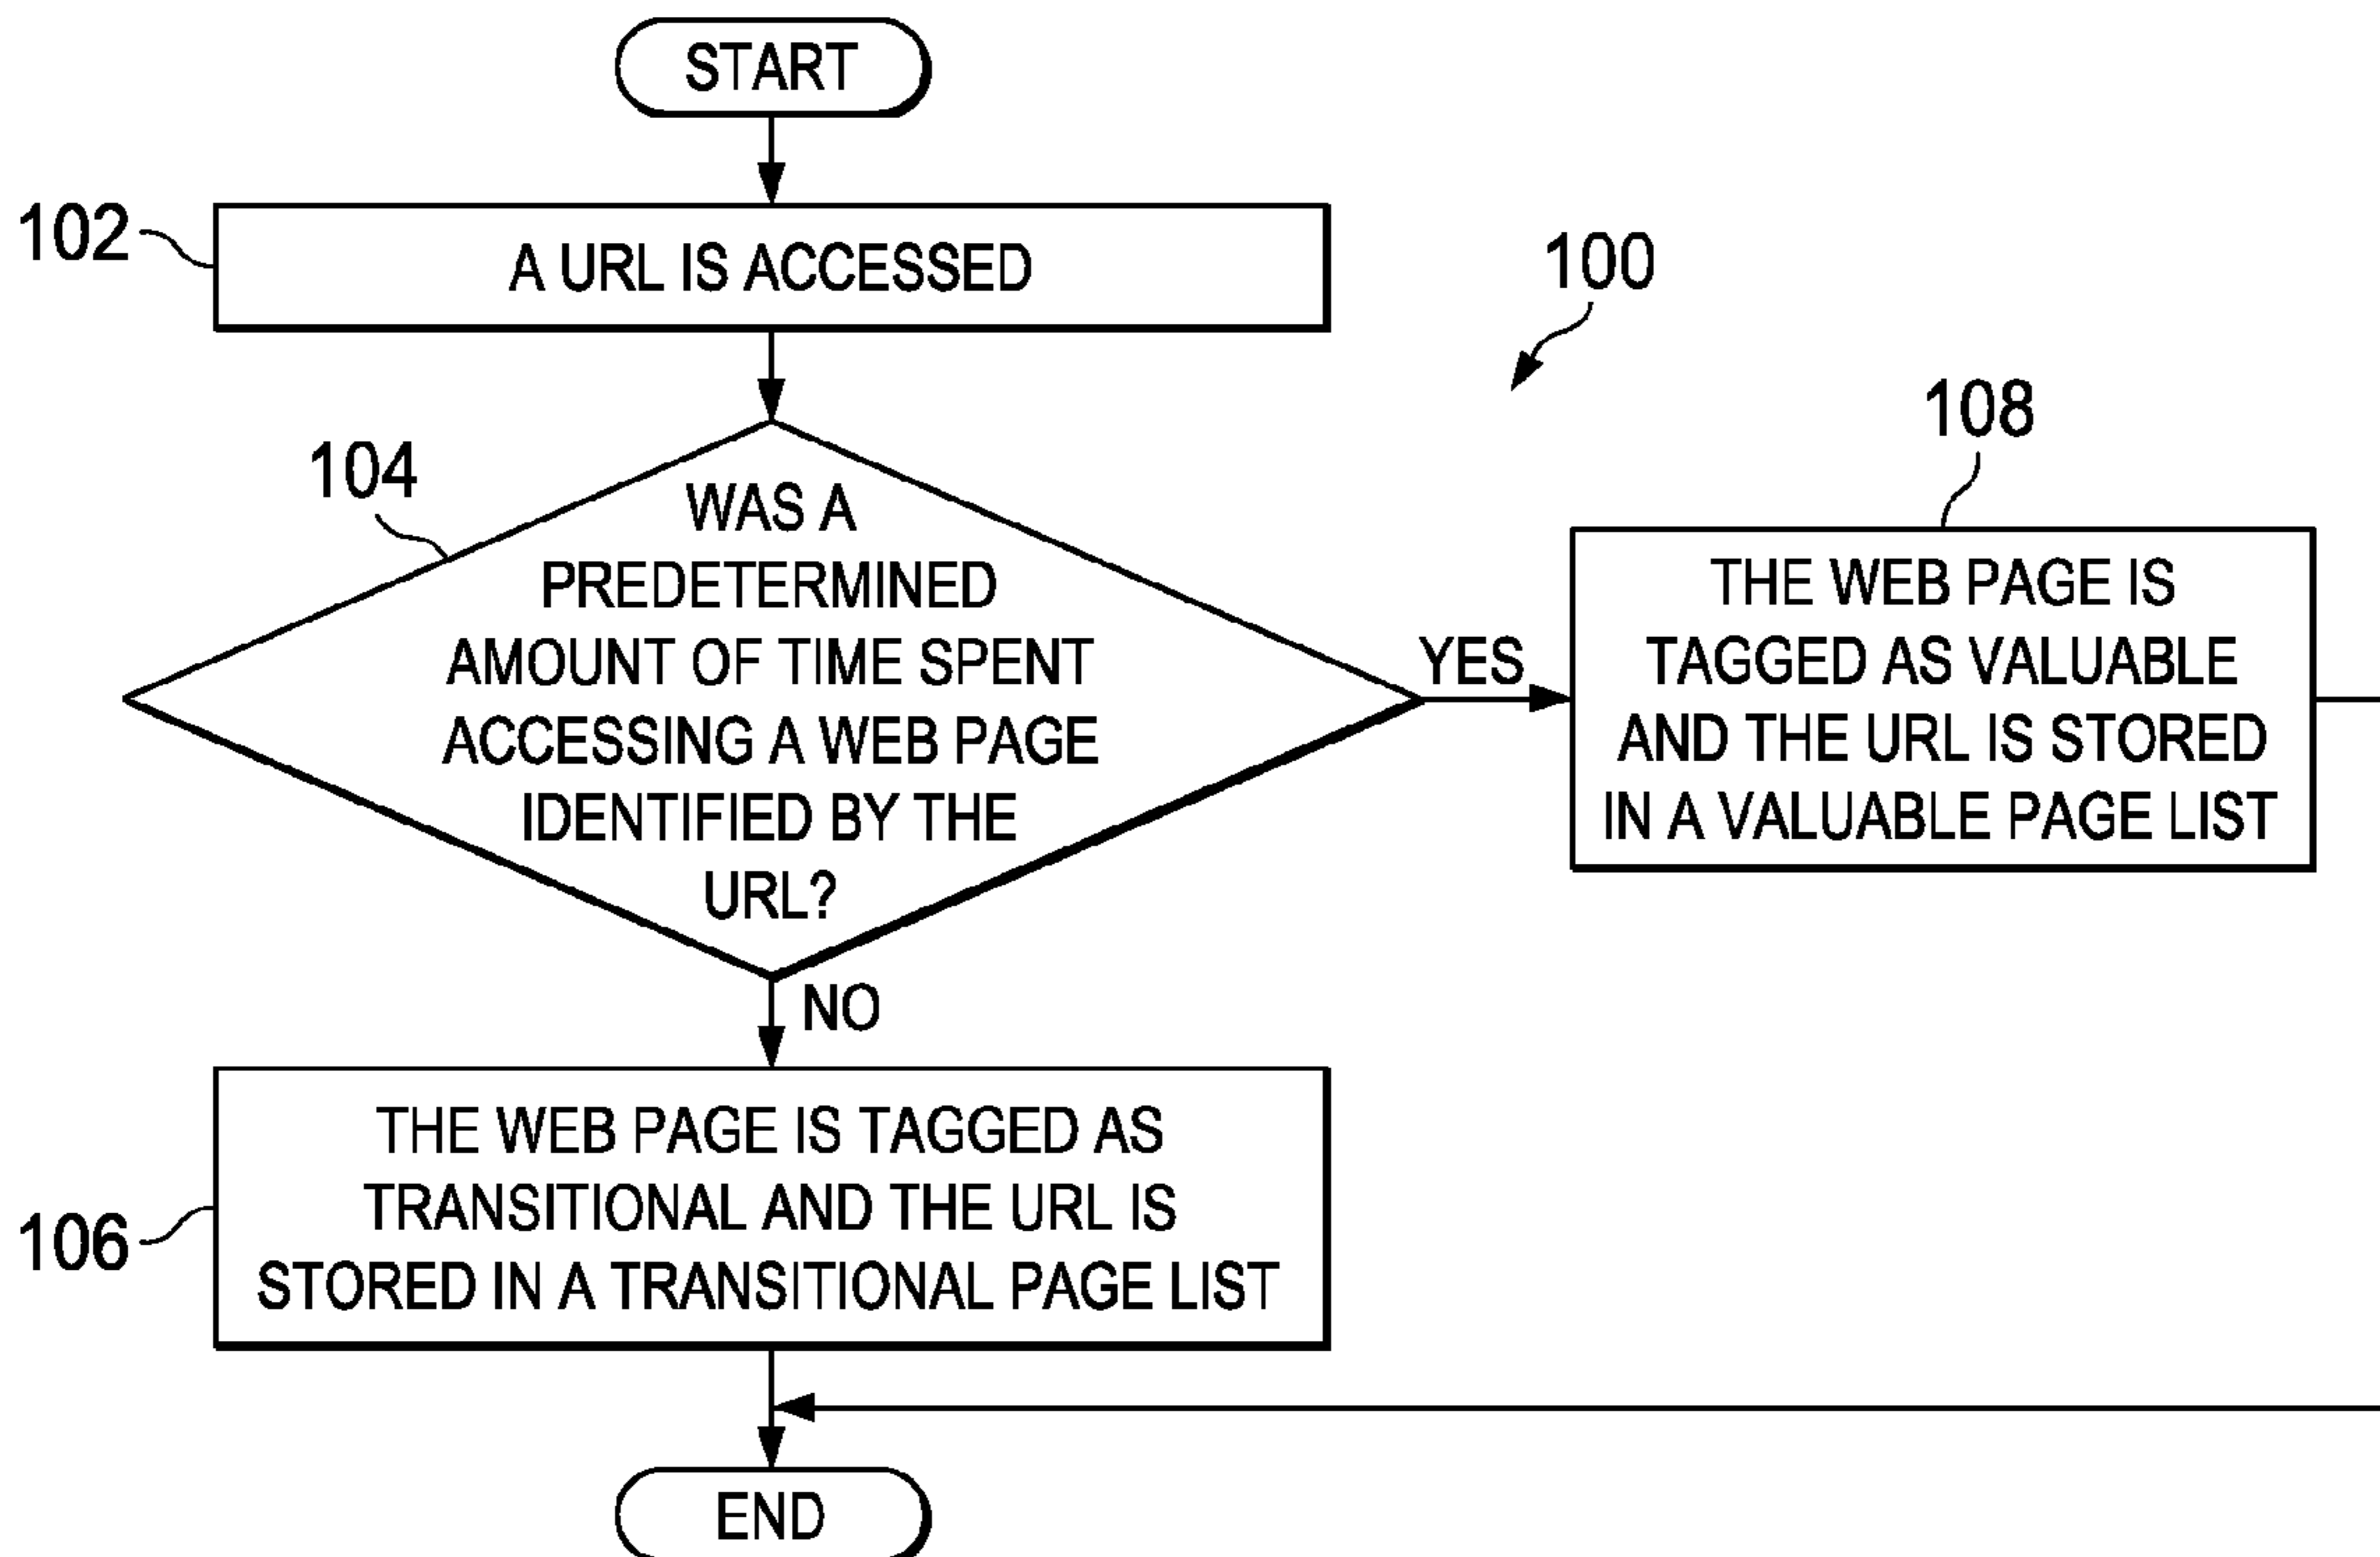 START
102
A URL IS ACCESSED
100
104
WAS A
PREDETERMINED
AMOUNT OF TIME SPENT
ACCESSING A WEB PAGE
IDENTIFIED BY THE
URL?
YES
108
THE WEB PAGE IS
TAGGED AS VALUABLE
AND THE URL IS STORED
IN A VALUABLE PAGE LIST
NO
106
THE WEB PAGE IS TAGGED AS
TRANSITIONAL AND THE URL IS
STORED IN A TRANSITIONAL PAGE LIST
END